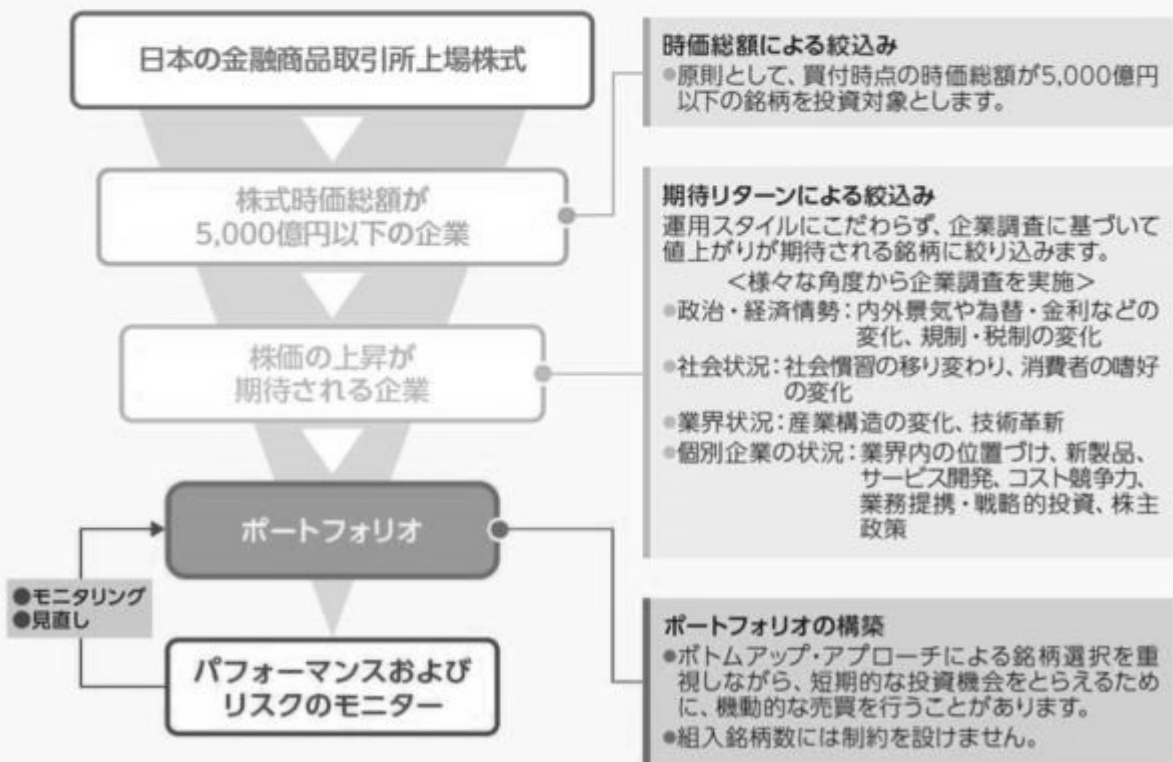 日本の金融商品取引所上場株式
株式時価総額が
5,000億円以下の企業
株価の上昇が
期待される企業
ポートフォリオ
●モニタリング
●見直し
パフォーマンスおよび
リスクのモニター
時価総額による絞込み
●原則として、買付時点の時価総額が5,000億円
以下の銘柄を投資対象とします。
期待リターンによる絞込み
運用スタイルにこだわらず、企業調査に基づいて
値上がりが期待される銘柄に絞り込みます。
＜様々な角度から企業調査を実施＞
●政治・経済情勢：内外景気や為替・金利などの
変化、規制・税制の変化
●社会状況：社会慣習の移り変わり、消費者の嗜好
の変化
●業界状況：産業構造の変化、技術革新
●個別企業の状況：業界内の位置づけ、新製品、
サービス開発、コスト競争力、
業務提携・戦略的投資、株主
政策
ポートフォリオの構築
●ボトムアップ・アプローチによる銘柄選択を重
視しながら、短期的な投資機会をとらえるため
に、機動的な売買を行うことがあります。
●組入銘柄数には制約を設けません。